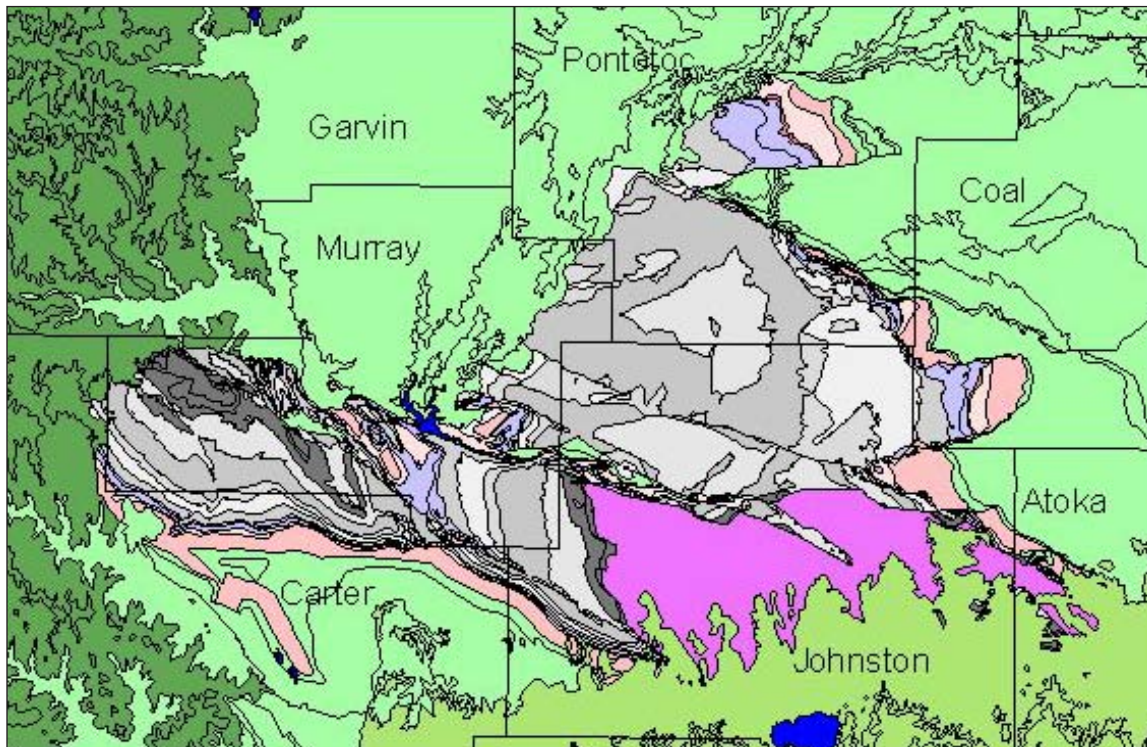 Pontotoc
Garvin
Coal
Murray
Atoka
Carter
Johnston